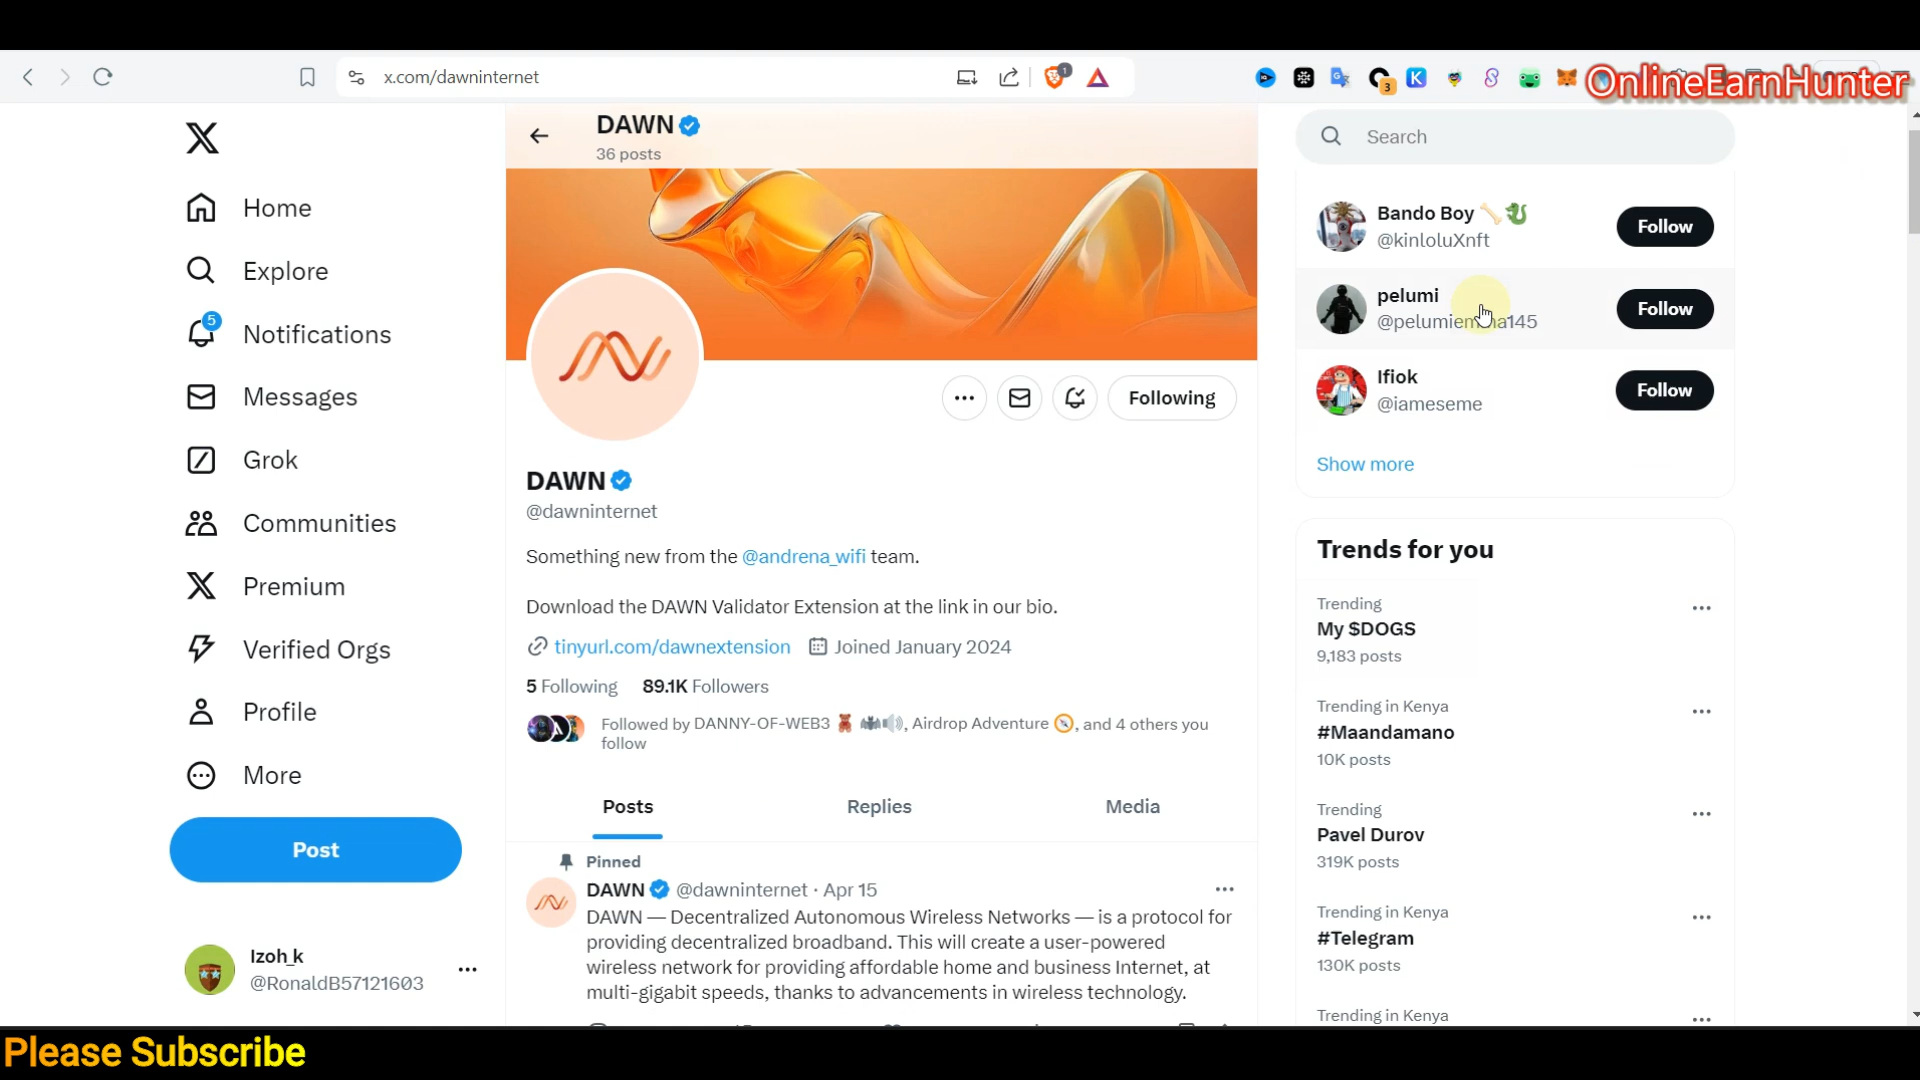 x.com/dawninternet
1
3
OnlineEarnHunter
Home
Explore
5
Notifications
Messages
Grok
Communities
Premium
Verified Orgs
Profile
More
Post
Izoh_k
@RonaldB57121603
DAWN
36 posts
Following
DAWN
@dawninternet
Something new from the @andrena_wifi team.
Download the DAWN Validator Extension at the link in our bio.
tinyurl.com/dawnextension Joined January 2024
5 Following 89.1K Followers
Followed by DANNY-OF-WEB3 🧸 🦇🔊, Airdrop Adventure 🧭, and 4 others you
follow
Posts Replies Media
Pinned
DAWN @dawninternet · Apr 15
DAWN — Decentralized Autonomous Wireless Networks — is a protocol for
providing decentralized broadband. This will create a user-powered
wireless network for providing affordable home and business Internet, at
multi-gigabit speeds, thanks to advancements in wireless technology.
Search
Bando Boy 🦴🐉
@kinloluXnft
Follow
pelumi
Follow
Ifiok
@iameseme
Follow
Show more
Trends for you
Trending
My $DOGS
9,183 posts
Trending in Kenya
#Maandamano
10K posts
Trending
Pavel Durov
319K posts
Trending in Kenya
#Telegram
130K posts
Trending in Kenya
Please Subscribe